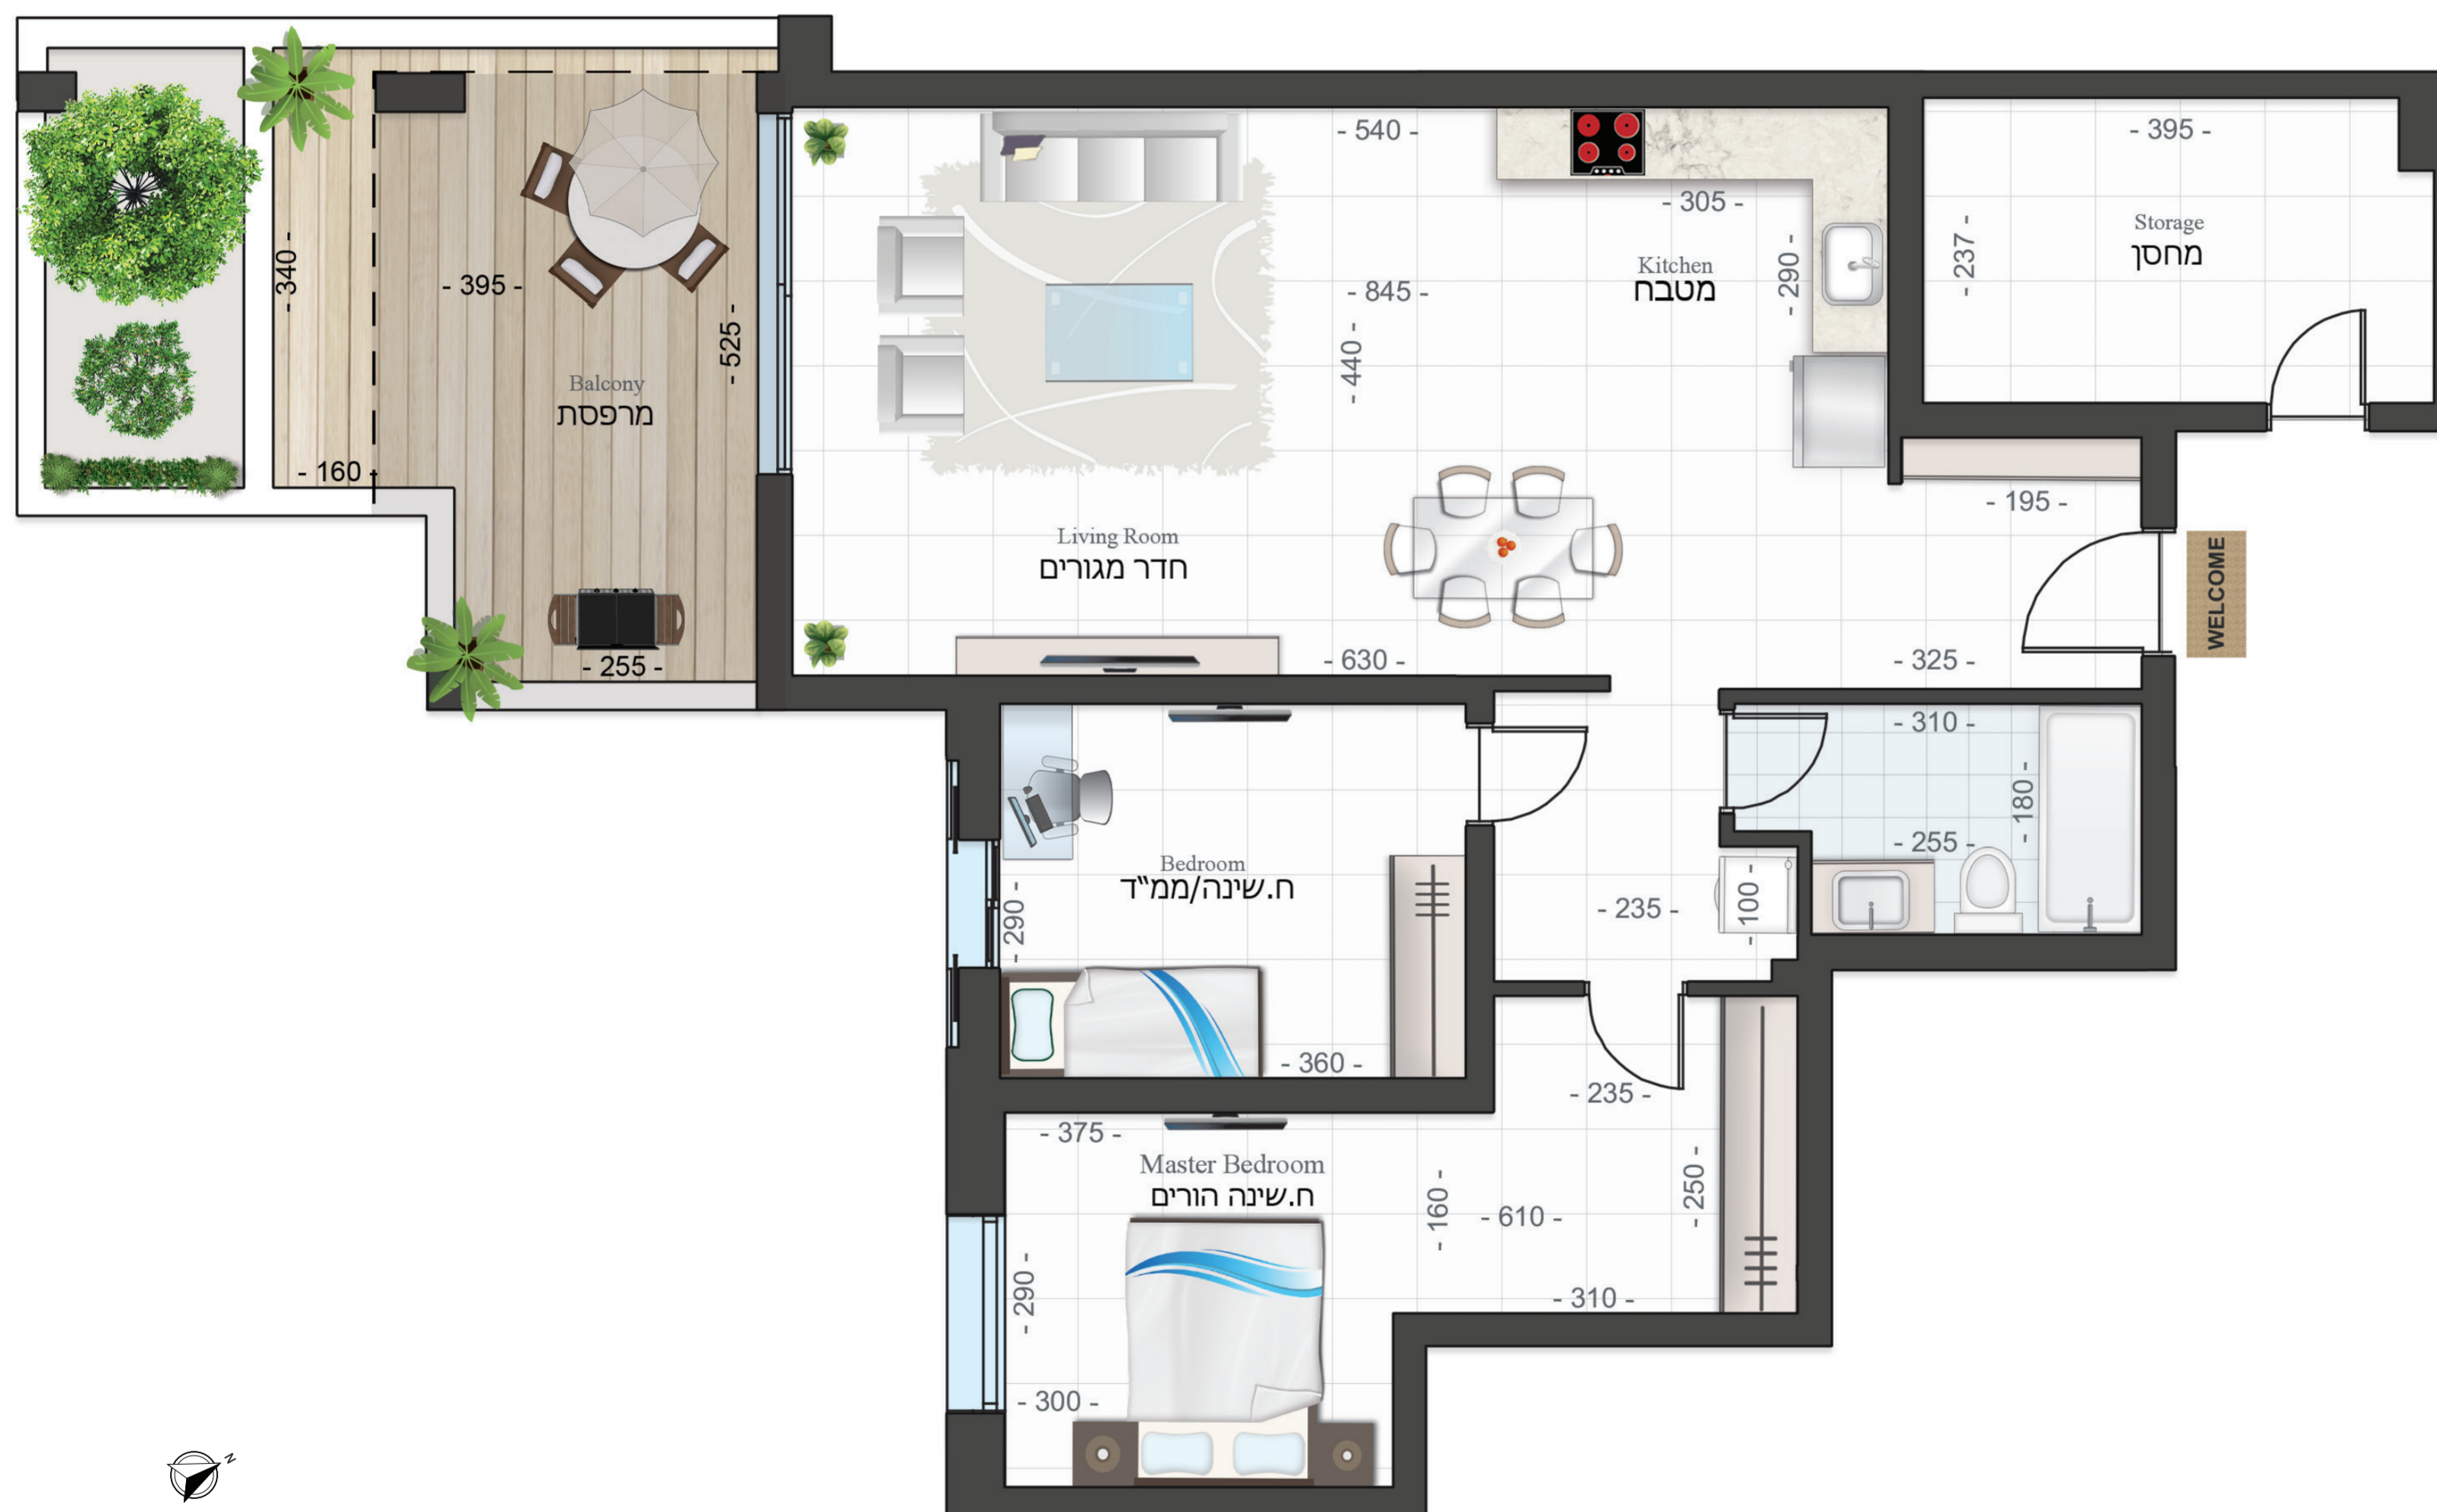 - 540 -
- 395 -
- 305 -
Storage
מחסן
- 237 -
- 340 -
- 395 -
- 845 -
Kitchen
מטבח
- 290 -
- 525 -
- 440 -
Balcony
מרפסת
- 160 -
- 195 -
Living Room
חדר מגורים
WELCOME
- 255 -
- 630 -
- 325 -
- 310 -
- 180 -
- 255 -
Bedroom
ח.שינה/ממ"ד
- 290 -
- 235 -
- 100 -
- 360 -
- 235 -
- 375 -
Master Bedroom
ח.שינה הורים
- 160 -
- 610 -
- 250 -
- 290 -
- 310 -
- 300 -
N